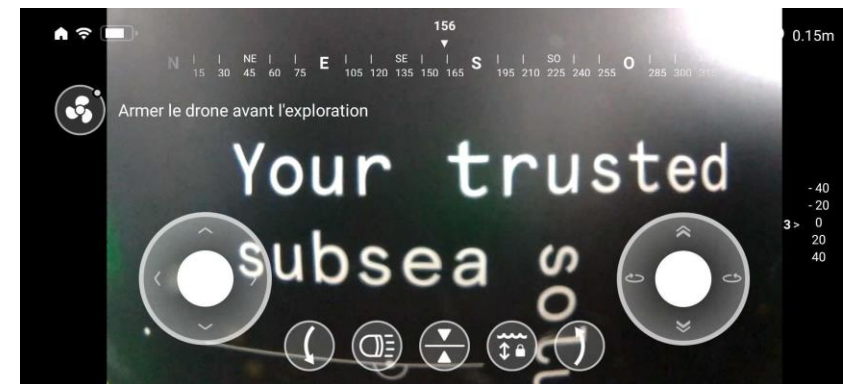 156
0.15m
N 15 30 NE 45 60 75 E 105 120 SE 135 150 165 S 195 210 SO 225 240 255 O 285 300
Armer le drone avant l'exploration
Your trusted
subsea
- 40
- 20
3 > 0
20
40